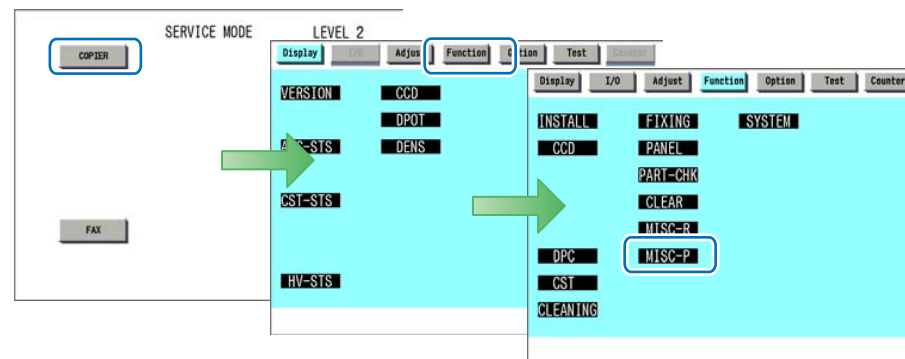 SERVICE MODE LEVEL 2
COPIER
FAX
Display I/O Adjus Function tion Test Counter
VERSION CCD
DPOT
-STS DENS
CST-STS
HV-STS
Display I/O Adjust Function Option Test Counter
INSTALL FIXING SYSTEM
CCD PANEL
PART-CHK
CLEAR
MISC-R
DPC MISC-P
CST
CLEANING